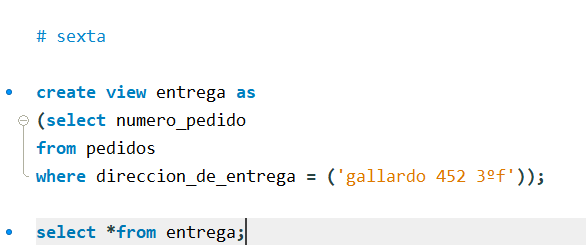 # sexta
create view entrega as
(select numero_pedido
from pedidos
where direccion_de_entrega = ('gallardo 452 3ºf'));
select *from entrega;